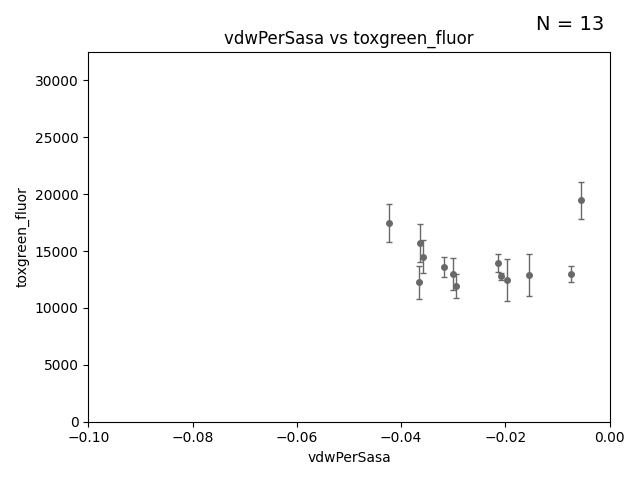 N = 13
vdwPerSasa vs toxgreen_fluor
30000
25000
20000
15000
10000
5000
0
toxgreen_fluor
−0.10 −0.08 −0.06 −0.04 −0.02 0.00
vdwPerSasa